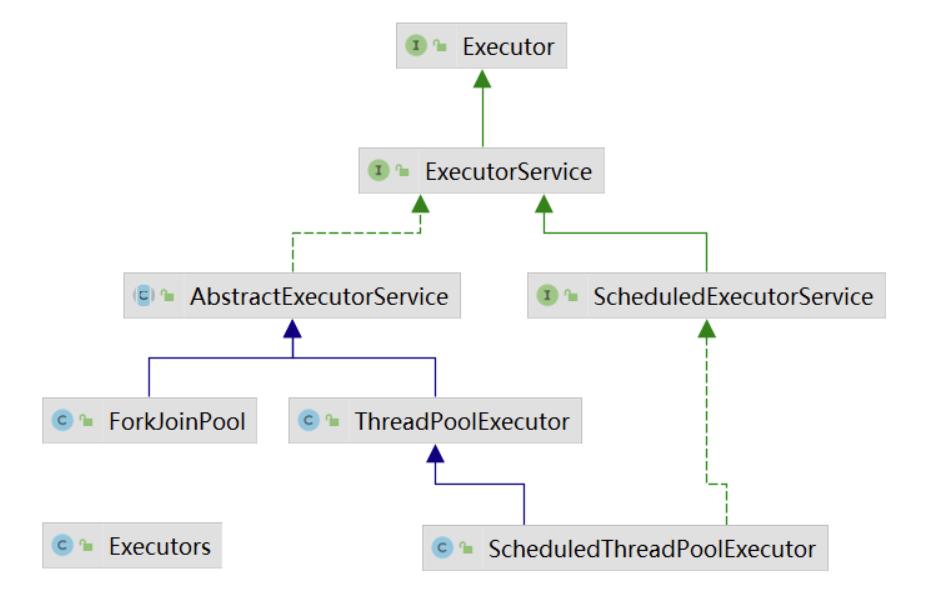 Executor
ExecutorService
AbstractExecutorService
ScheduledExecutorService
ForkJoinPool
ThreadPoolExecutor
Executors
ScheduledThreadPoolExecutor